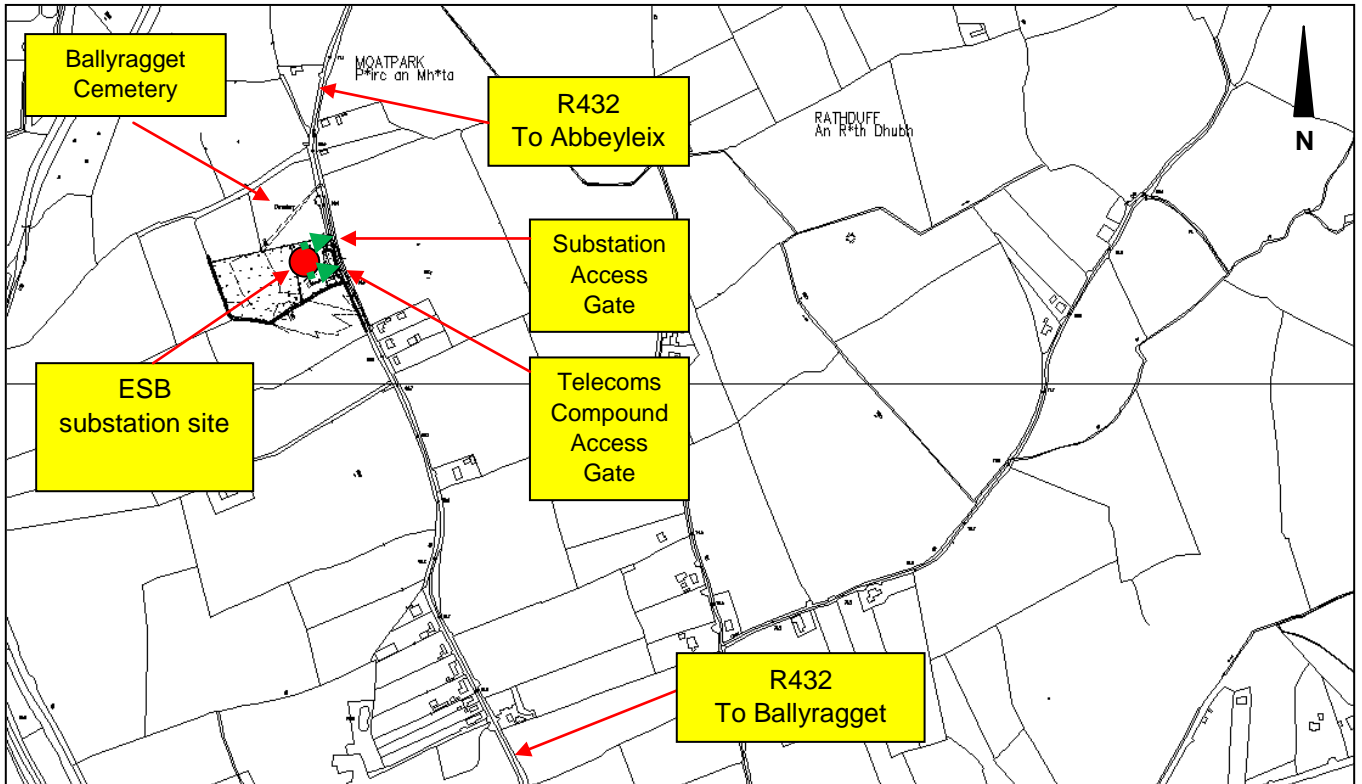 Ballyragget
Cemetery
MOATPARK
P*irc an Mh*ta
R432
To Abbeyleix
RATHDUFF
An R*th Dhubh
N
Substation
Access
Gate
ESB
substation site
Telecoms
Compound
Access
Gate
R432
To Ballyragget